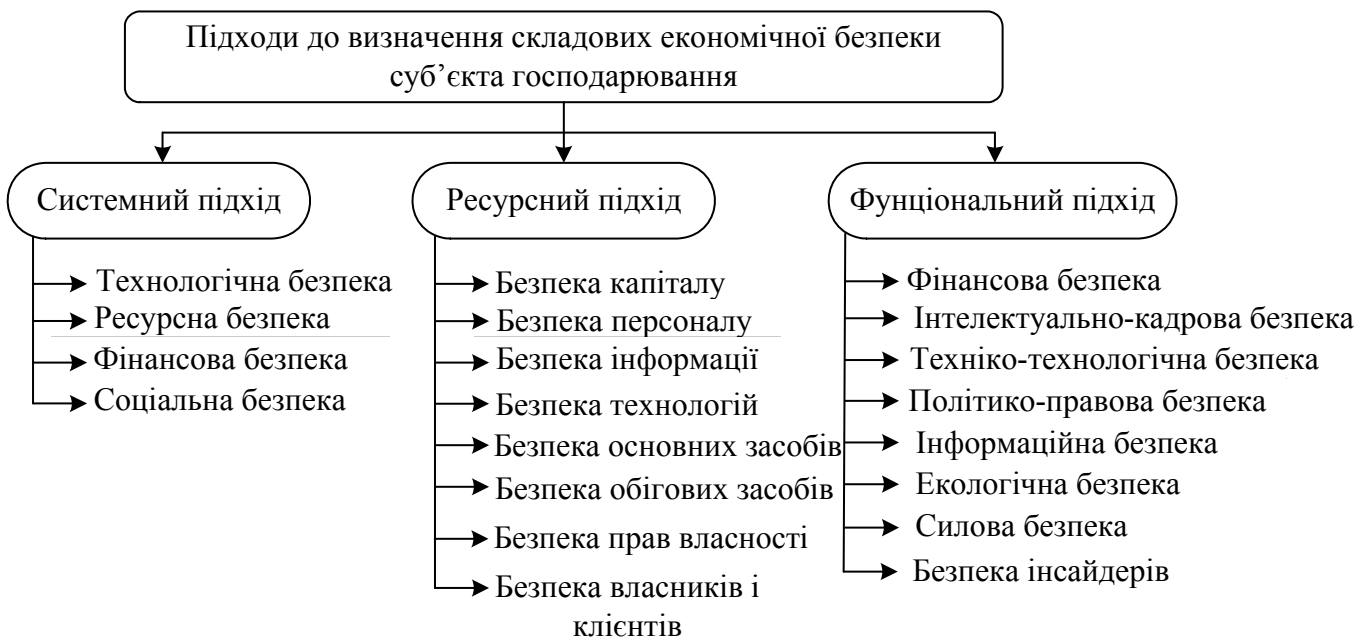 Підходи до визначення складових економічної безпеки
суб’єкта господарювання
Системний підхід
Технологічна безпека
Ресурсна безпека
Фінансова безпека
Соціальна безпека
Ресурсний підхід
Безпека капіталу
Безпека персоналу
Безпека інформації
Безпека технологій
Безпека основних засобів
Безпека обігових засобів
Безпека прав власності
Безпека власників і
клієнтів
Фунціональний підхід
Фінансова безпека
Інтелектуально-кадрова безпека
Техніко-технологічна безпека
Політико-правова безпека
Інформаційна безпека
Екологічна безпека
Силова безпека
Безпека інсайдерів